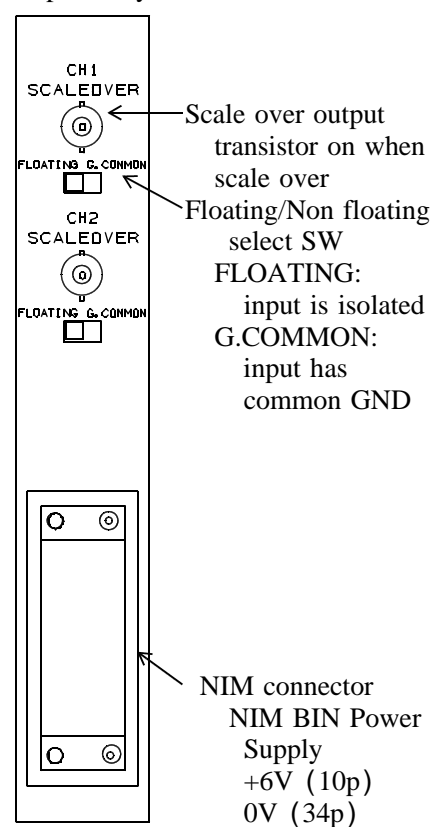 CH1
SCALEOVER
FLOATING G.COMMON
CH2
SCALEOVER
FLOATING G.COMMON
Scale over output
transistor on when
scale over
Floating/Non floating
select SW
FLOATING:
input is isolated
G.COMMON:
input has
common GND
NIM connector
NIM BIN Power
Supply
+6V (10p)
0V (34p)